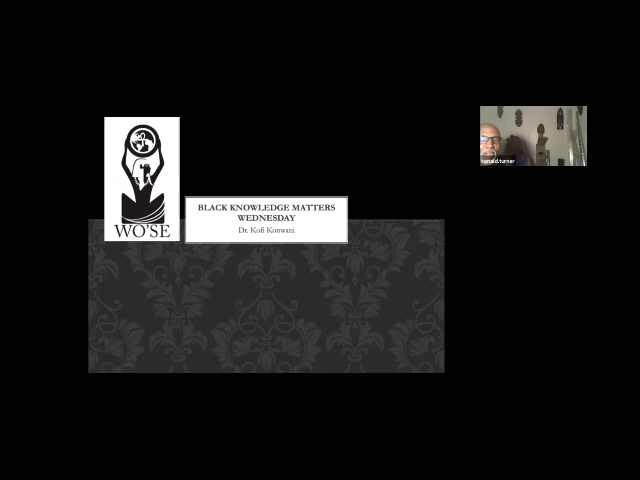 WO'SE
BLACK KNOWLEDGE MATTERS
WEDNESDAY
Dr. Kofi Konwani
ronald.turner